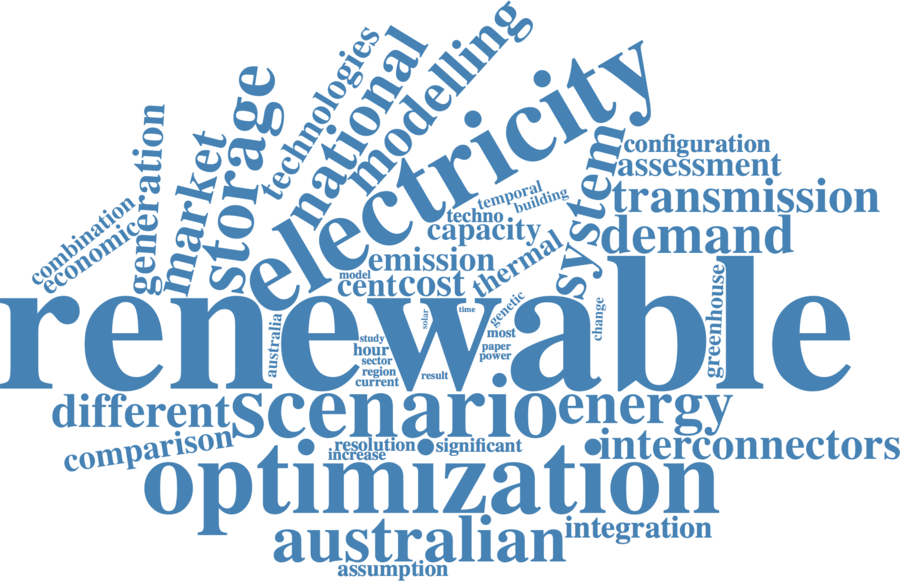 modelling
technologies
national
electricity
storage
generation
market
combination
economic
configuration
assessment
system
transmission
temporal
building
techno
capacity
demand
emission
thermal
model
cent
cost
renewable
greenhouse
genetic
change
solar
time
australia
study
most
hour
paper
sector
power
region
result
current
different
scenario
energy
comparison
resolution
significant
increase
interconnectors
optimization
australian
integration
assumption